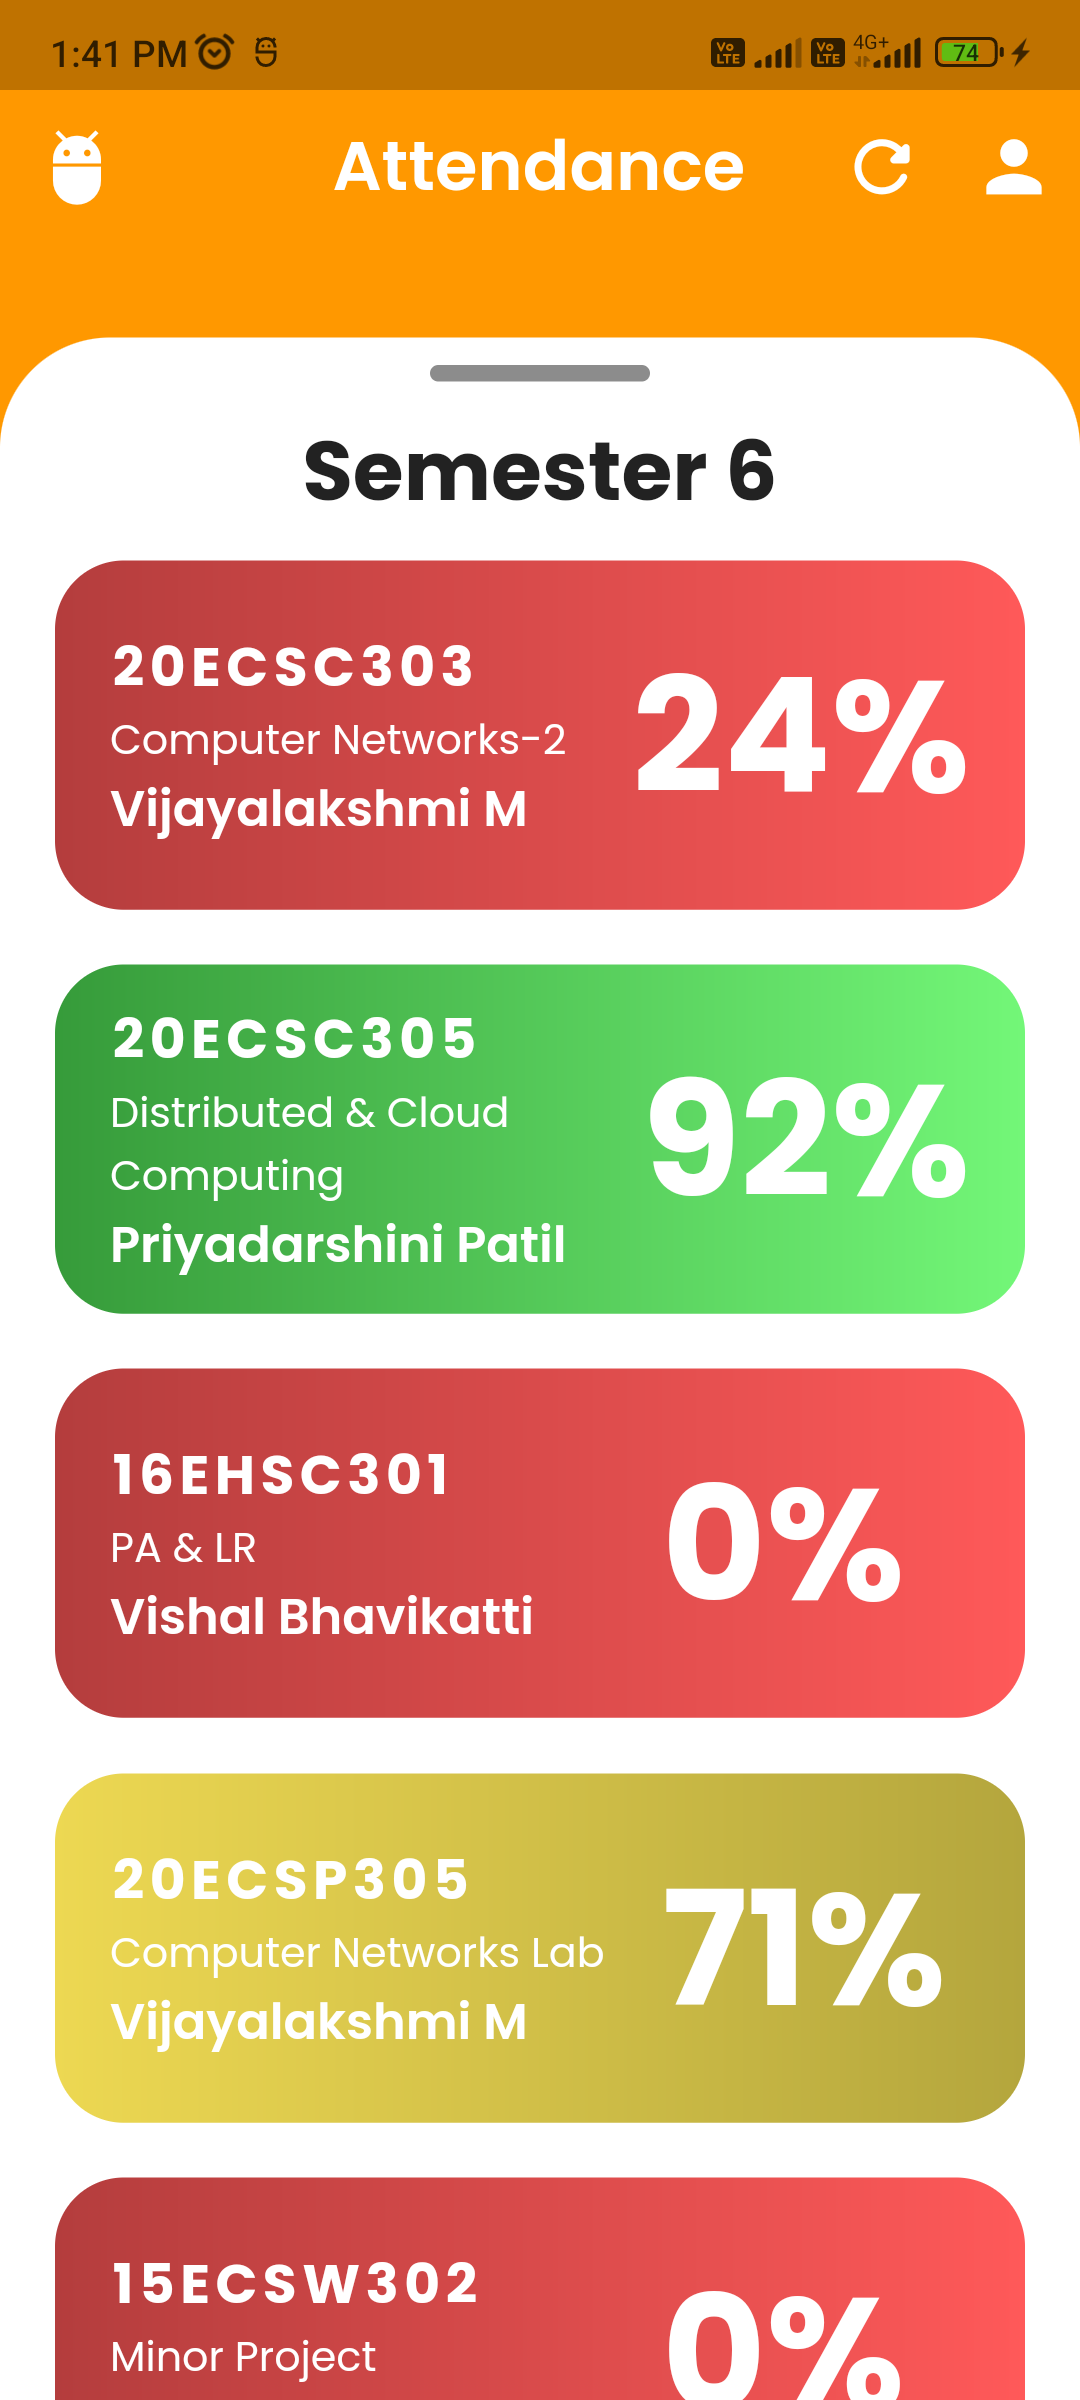 1:41 PM
Vo LTE Vo LTE 4G+ 74
Attendance
Semester 6
20ECSC303
Computer Networks-2
Vijayalakshmi M
24%
20ECSC305
Distributed & Cloud
Computing
Priyadarshini Patil
92%
16EHSC301
PA & LR
Vishal Bhavikatti
0%
20ECSP305
Computer Networks Lab
Vijayalakshmi M
71%
15ECSW302
Minor Project
0%